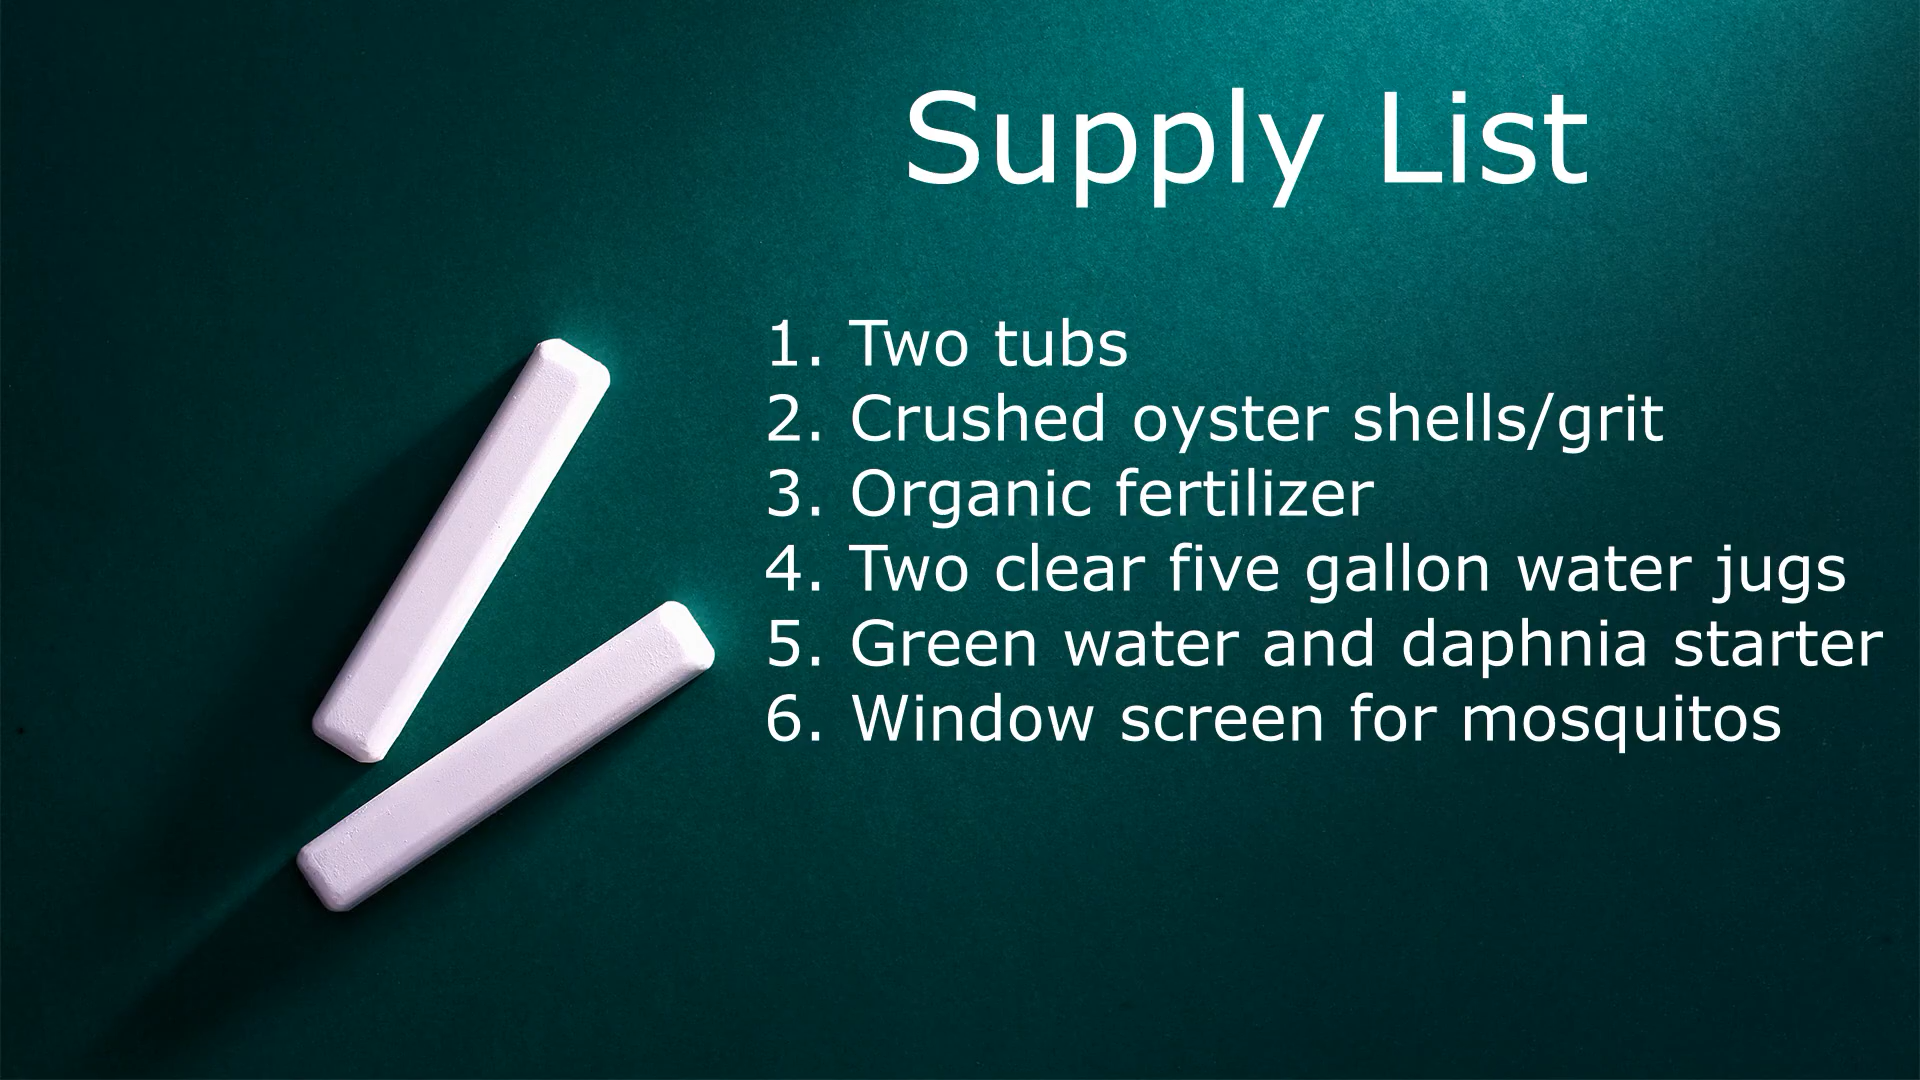 Supply List
1. Two tubs
2. Crushed oyster shells/grit
3. Organic fertilizer
4. Two clear five gallon water jugs
5. Green water and daphnia starter
6. Window screen for mosquitos